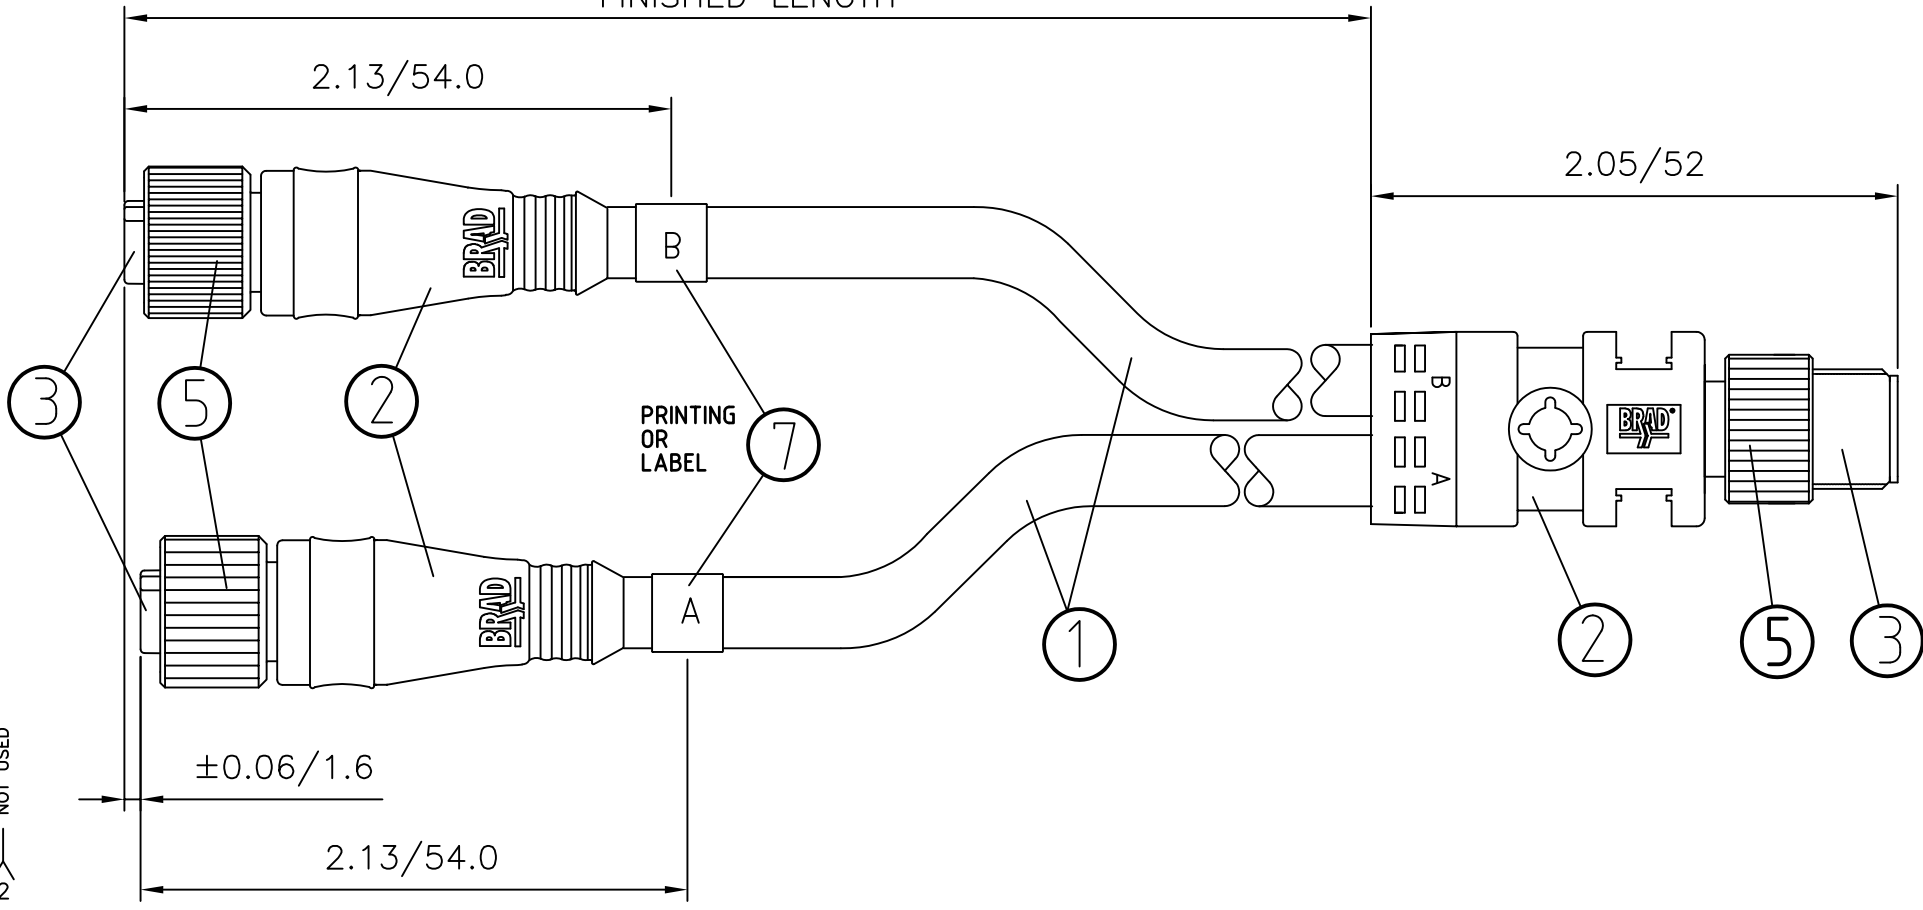 FINISHED LENGTH
2.13/54.0
2.05/52
BRAD
B
3
5
2
PRINTING
OR
LABEL
7
B
A
BRAD
BRAD
A
1
2
5
3
±0.06/1.6
2.13/54.0
NOT USED
2